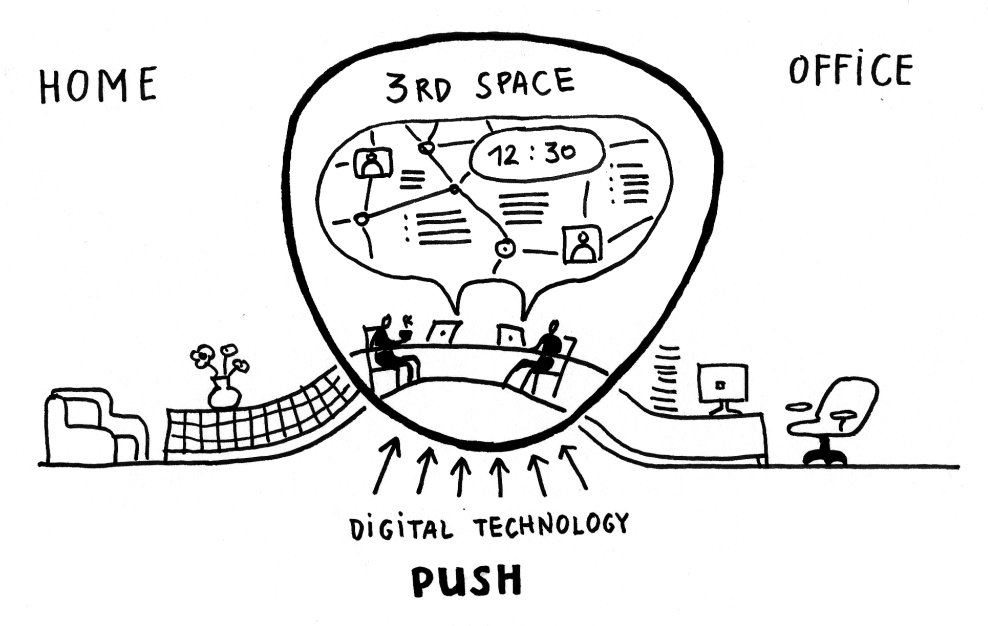 HOME
3RD SPACE
OFFICE
12:30
DIGITAL TECHNOLOGY
PUSH